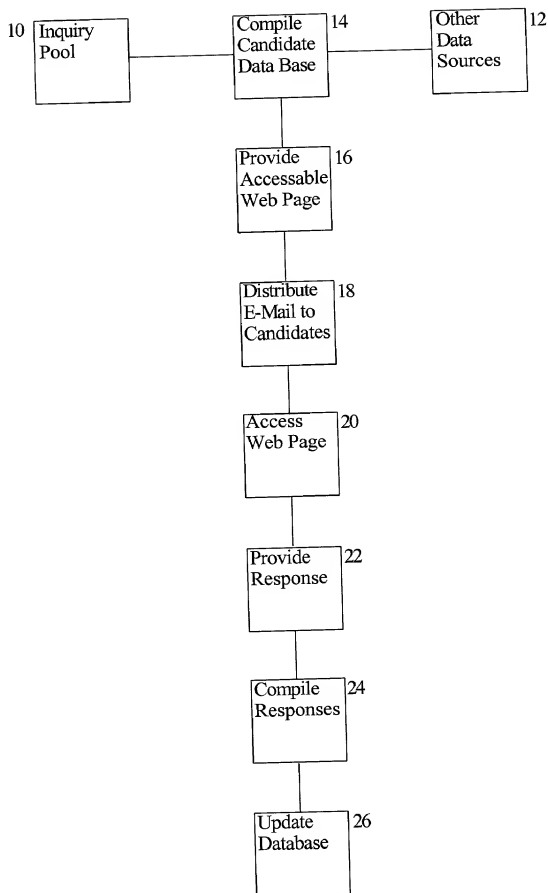 10 Inquiry
Pool
Compile 14
Candidate
Data Base
Other 12
Data
Sources
Provide 16
Accessable
Web Page
Distribute 18
E-Mail to
Candidates
Access 20
Web Page
Provide 22
Response
Compile 24
Responses
Update 26
Database